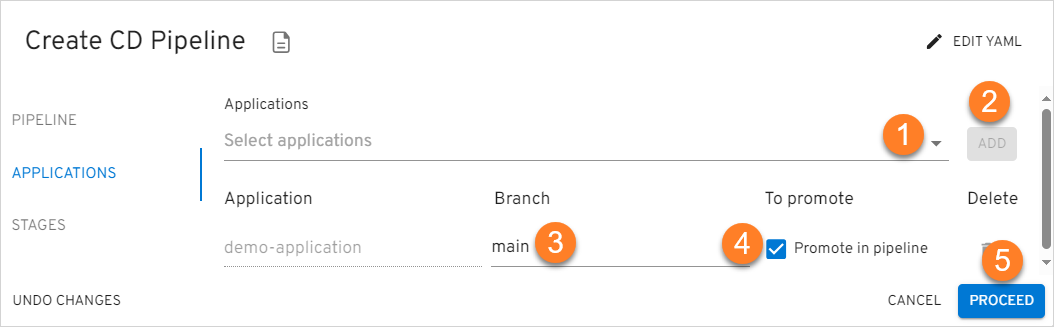 Create CD Pipeline
EDIT YAML
PIPELINE
APPLICATIONS
STAGES
Applications
Select applications
1
2
ADD
Application Branch To promote Delete
demo-application main 3 4 Promote in pipeline
5
UNDO CHANGES CANCEL PROCEED